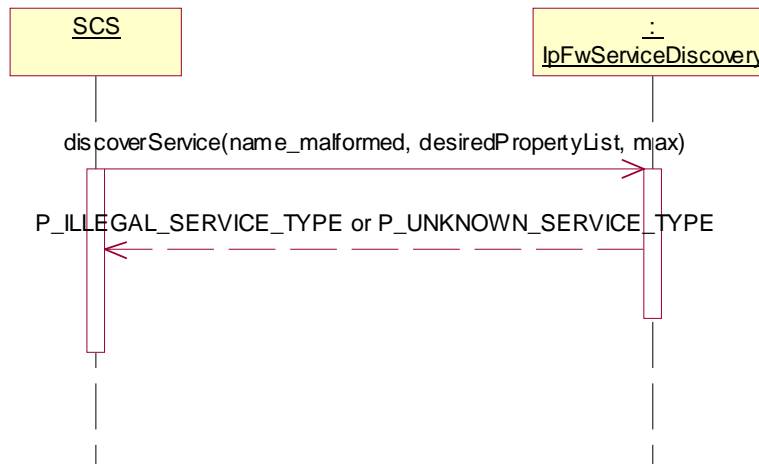 SCS
:
IpFwServiceDiscovery
discoverService(name_malformed, desiredPropertyList, max)
P_ILLEGAL_SERVICE_TYPE or P_UNKNOWN_SERVICE_TYPE